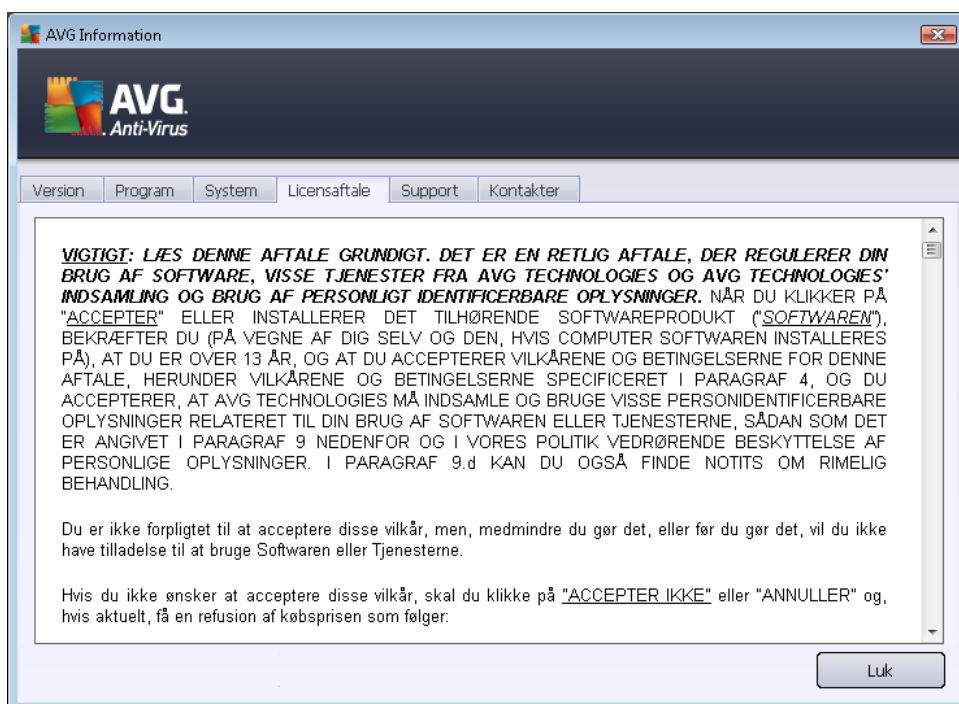 AVG Information
AVG.
Anti-Virus
Version Program System Licensaftale Support Kontakter
VIGTIGT: LÆS DENNE AFTALE GRUNDIGT. DET ER EN RETLIG AFTALE, DER REGULERER DIN
BRUG AF SOFTWARE, VISSE TJENESTER FRA AVG TECHNOLOGIES OG AVG TECHNOLOGIES'
INDSAMLING OG BRUG AF PERSONLIGT IDENTIFICERBARE OPLYSNINGER. NÅR DU KLIKKER PÅ
"ACCEPTER" ELLER INSTALLERER DET TILHØRENDE SOFTWAREPRODUKT ("SOFTWAREN"),
BEKRÆFTER DU (PÅ VEGNE AF DIG SELV OG DEN, HVIS COMPUTER SOFTWAREN INSTALLERES
PÅ), AT DU ER OVER 13 ÅR, OG AT DU ACCEPTERER VILKÅRENE OG BETINGELSERNE FOR DENNE
AFTALE, HERUNDER VILKÅRENE OG BETINGELSERNE SPECIFICERET I PARAGRAF 4, OG DU
ACCEPTERER, AT AVG TECHNOLOGIES MÅ INDSAMLE OG BRUGE VISSE PERSONIDENTIFICERBARE
OPLYSNINGER RELATERET TIL DIN BRUG AF SOFTWAREN ELLER TJENESTERNE, SÅDAN SOM DET
ER ANGIVET I PARAGRAF 9 NEDENFOR OG I VORES POLITIK VEDRØRENDE BESKYTTELSE AF
PERSONLIGE OPLYSNINGER. I PARAGRAF 9.d KAN DU OGSÅ FINDE NOTITS OM RIMELIG
BEHANDLING.
Du er ikke forpligtet til at acceptere disse vilkår, men, medmindre du gør det, eller før du gør det, vil du ikke
have tilladelse til at bruge Softwaren eller Tjenesterne.
Hvis du ikke ønsker at acceptere disse vilkår, skal du klikke på "ACCEPTER IKKE" eller "ANNULLER" og,
hvis aktuelt, få en refusion af købsprisen som følger:
Luk